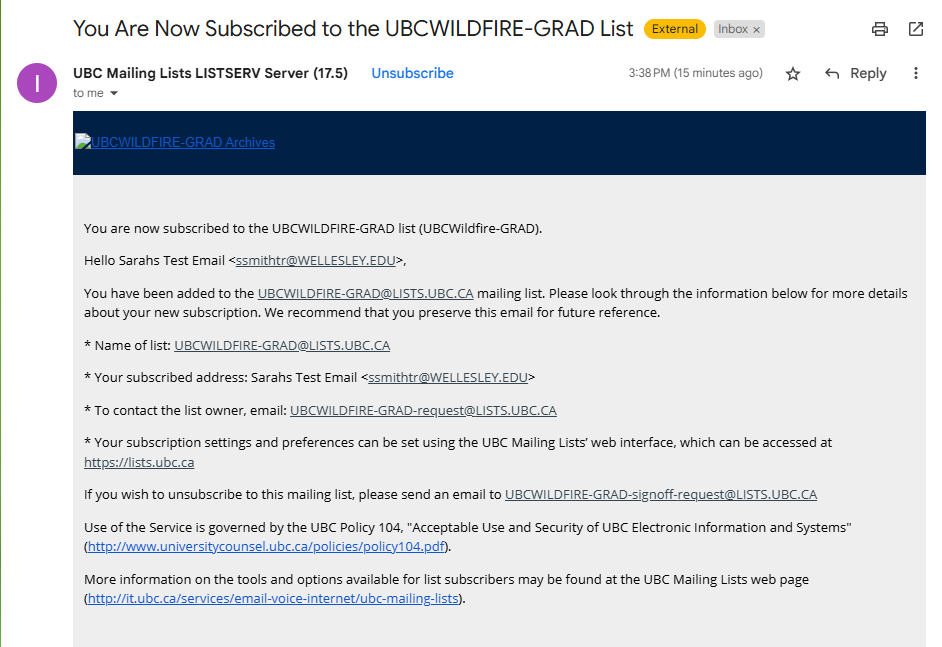 You Are Now Subscribed to the UBCWILDFIRE-GRAD List External Inbox ×
I
UBC Mailing Lists LISTSERV Server (17.5) Unsubscribe 3:38 PM (15 minutes ago) Reply
to me
UBCWILDFIRE-GRAD Archives
You are now subscribed to the UBCWILDFIRE-GRAD list (UBCWildfire-GRAD).
Hello Sarahs Test Email <ssmithtr@WELLESLEY.EDU>,
You have been added to the UBCWILDFIRE-GRAD@LISTS.UBC.CA mailing list. Please look through the information below for more details
about your new subscription. We recommend that you preserve this email for future reference.
* Name of list: UBCWILDFIRE-GRAD@LISTS.UBC.CA
* Your subscribed address: Sarahs Test Email <ssmithtr@WELLESLEY.EDU>
* To contact the list owner, email: UBCWILDFIRE-GRAD-request@LISTS.UBC.CA
* Your subscription settings and preferences can be set using the UBC Mailing Lists’ web interface, which can be accessed at
https://lists.ubc.ca
If you wish to unsubscribe to this mailing list, please send an email to UBCWILDFIRE-GRAD-signoff-request@LISTS.UBC.CA
Use of the Service is governed by the UBC Policy 104, "Acceptable Use and Security of UBC Electronic Information and Systems"
(http://www.universitycounsel.ubc.ca/policies/policy104.pdf).
More information on the tools and options available for list subscribers may be found at the UBC Mailing Lists web page
(http://it.ubc.ca/services/email-voice-internet/ubc-mailing-lists).